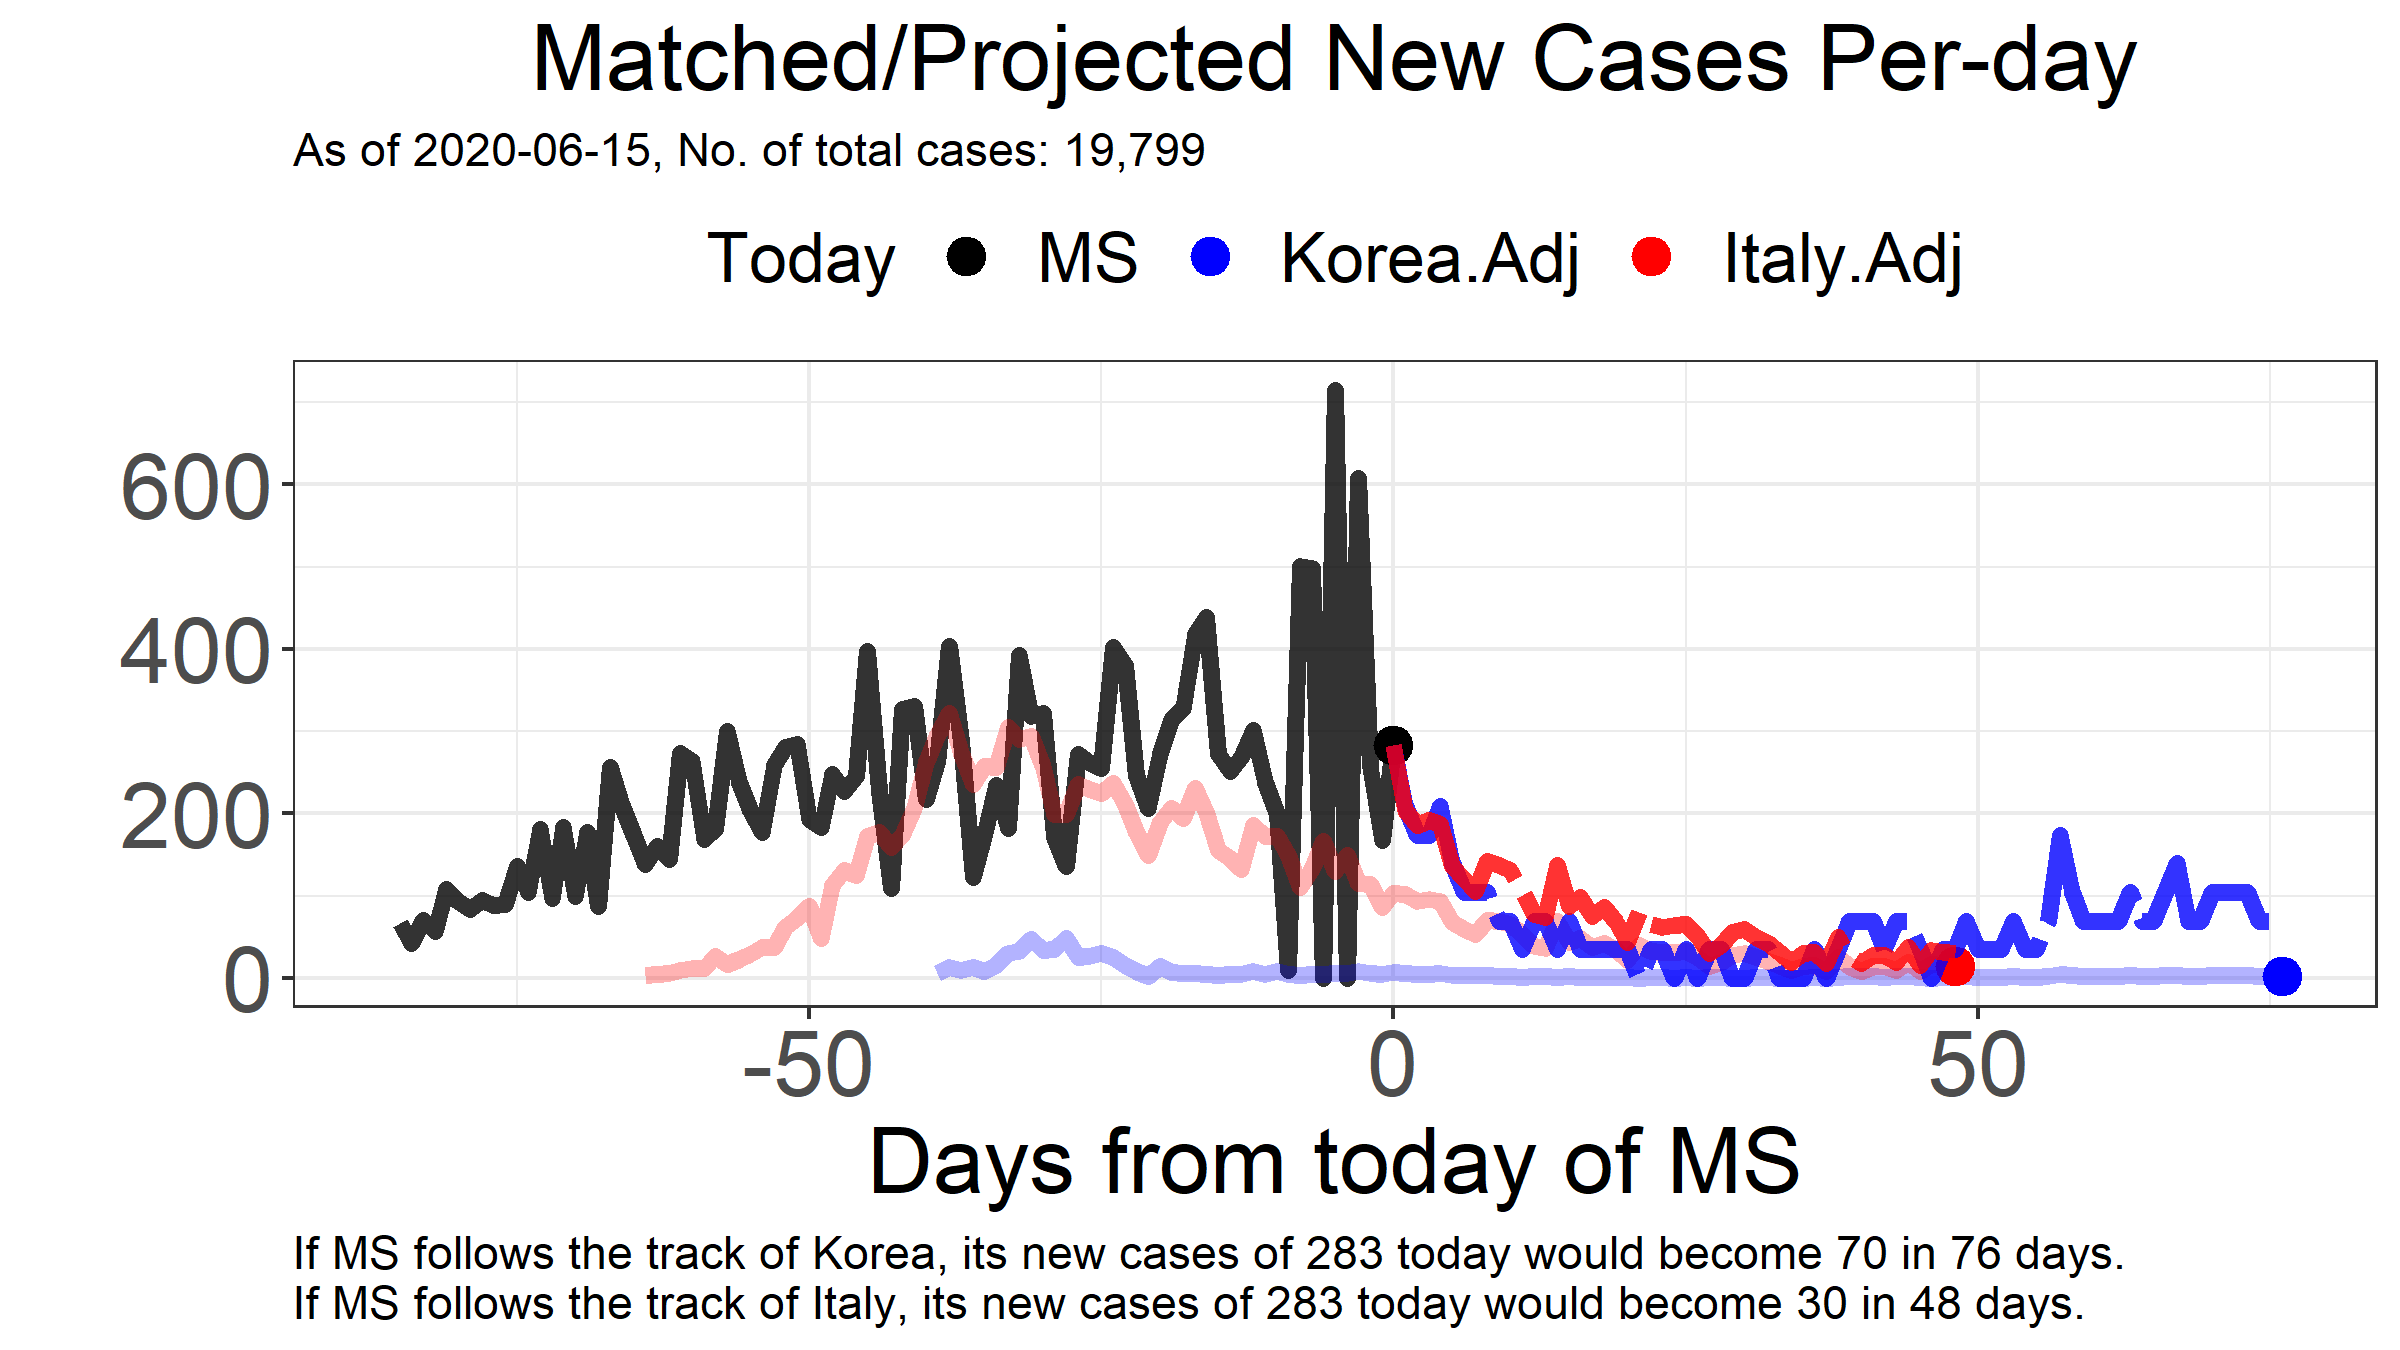 Matched/Projected New Cases Per-day
As of 2020-06-15, No. of total cases: 19,799
Today MS Korea.Adj Italy.Adj
600
400
200
0
-50 0 50
Days from today of MS
If MS follows the track of Korea, its new cases of 283 today would become 70 in 76 days.
If MS follows the track of Italy, its new cases of 283 today would become 30 in 48 days.